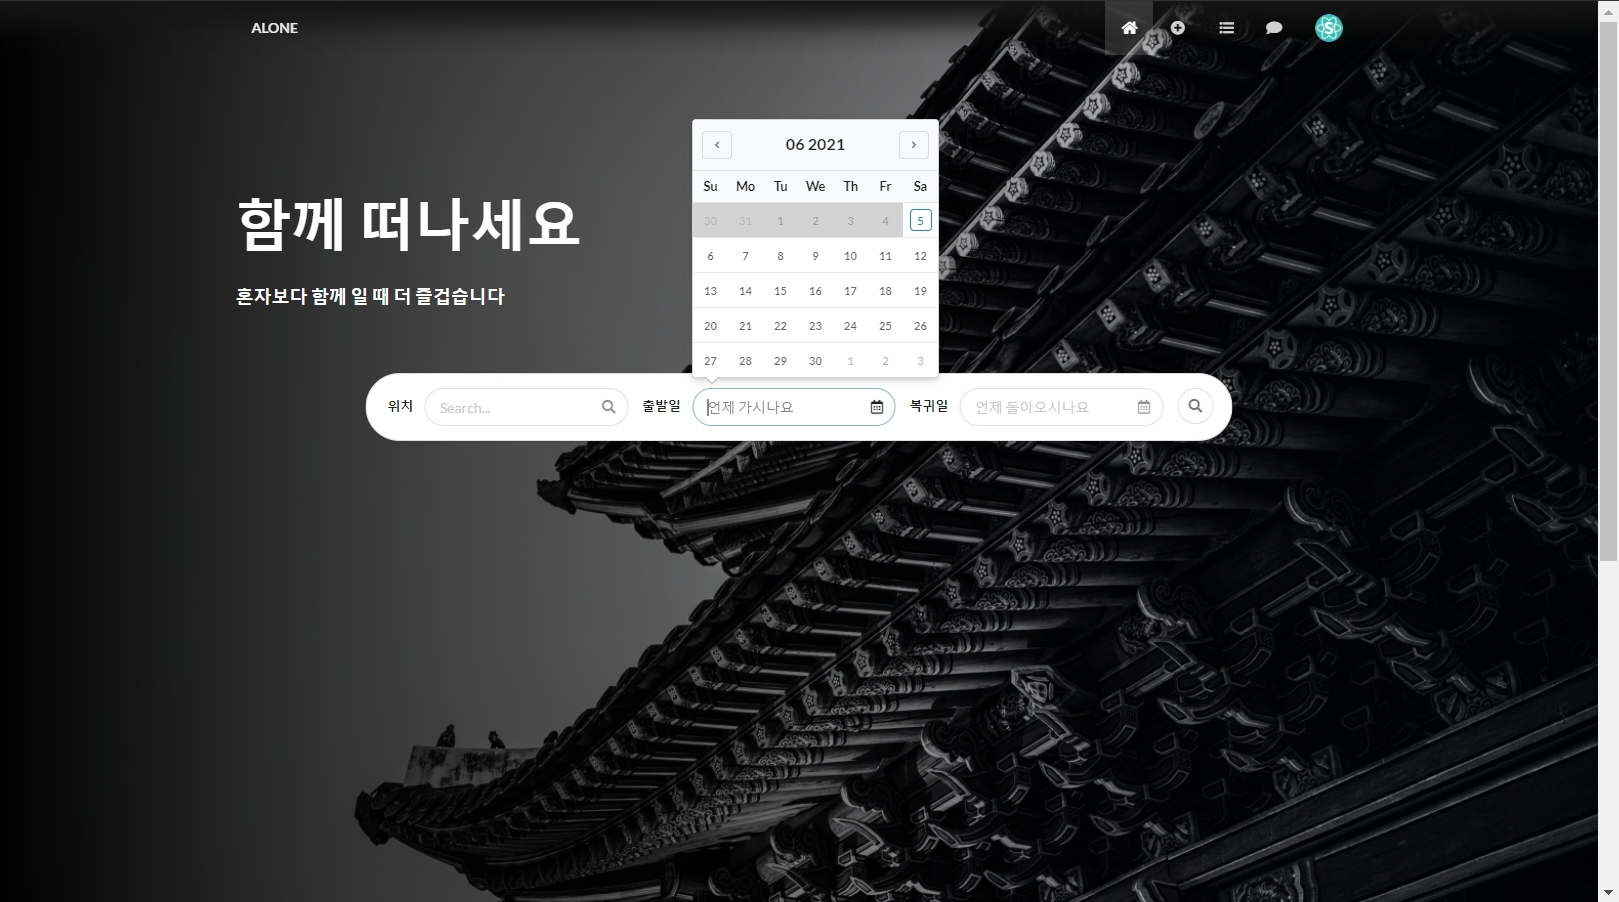 ALONE
06 2021
Su Mo Tu We Th Fr Sa
30 31 1 2 3 4 5
6 7 8 9 10 11 12
13 14 15 16 17 18 19
20 21 22 23 24 25 26
27 28 29 30 1 2 3
함께 떠나세요
혼자보다 함께 일 때 더 즐겁습니다
위치 Search... 출발일 언제 가시나요 복귀일 언제 돌아오시나요